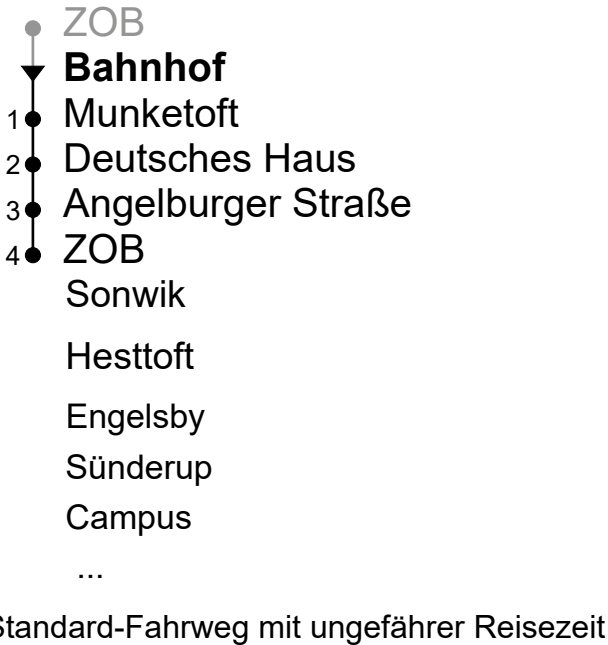 ZOB
Bahnhof
1 Munketoft
2 Deutsches Haus
3 Angelburger Straße
4 ZOB
Sonwik
Hesttoft
Engelsby
Sünderup
Campus
...
Standard-Fahrweg mit ungefährer Reisezeit